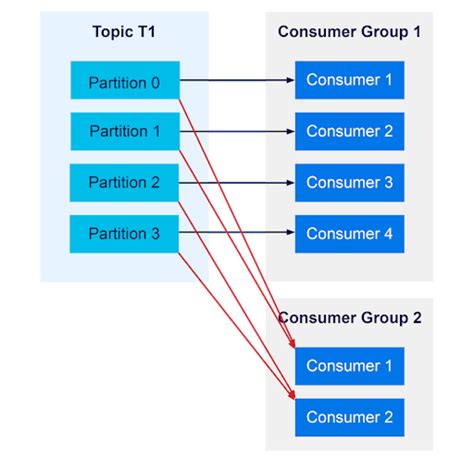 Topic T1
Partition 0
Partition 1
Partition 2
Partition 3
Consumer Group 1
Consumer 1
Consumer 2
Consumer 3
Consumer 4
Consumer Group 2
Consumer 1
Consumer 2